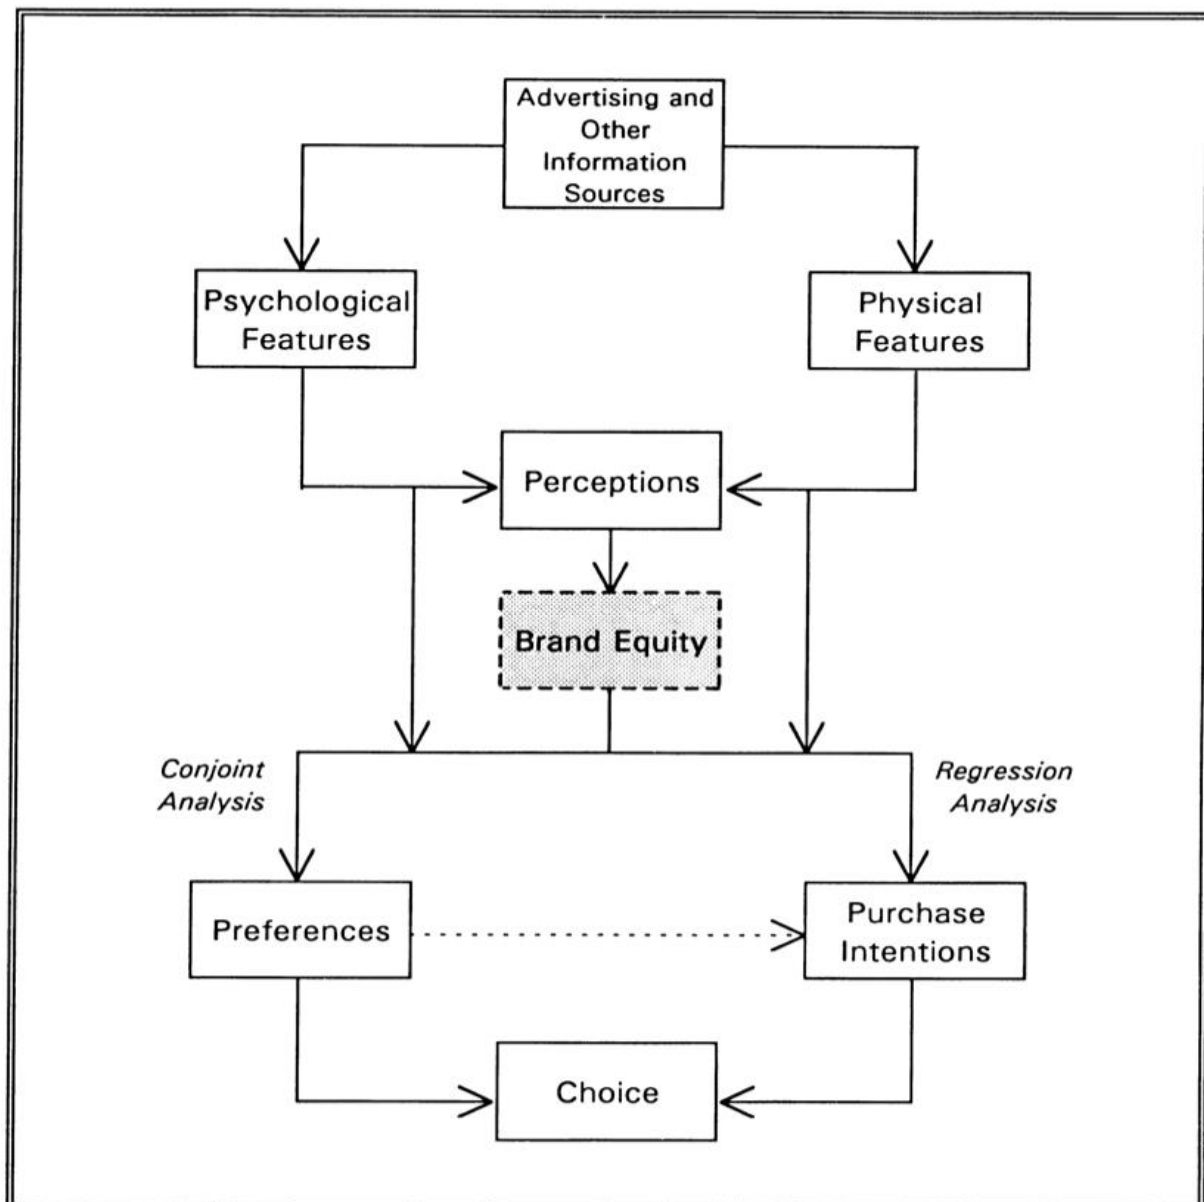 Advertising and
Other
Information
Sources
Psychological
Features
Physical
Features
Perceptions
Brand Equity
Conjoint
Analysis
Regression
Analysis
Preferences
Purchase
Intentions
Choice